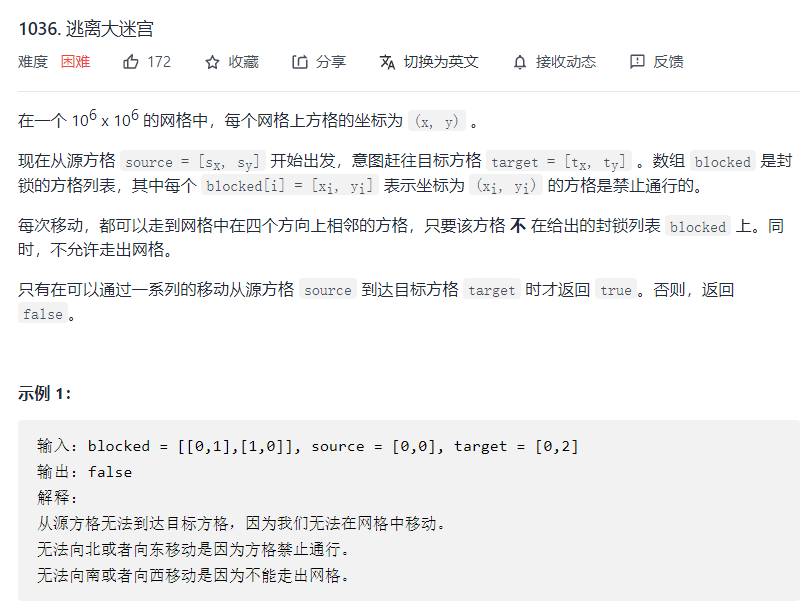 1036. 逃离大迷宫
难度 困难 172 收藏 分享 切换为英文 接收动态 反馈
在一个 10⁶ x 10⁶ 的网格中，每个网格上方格的坐标为 (x, y) 。
现在从源方格 source = [sₓ, sᵧ] 开始出发，意图赶往目标方格 target = [tₓ, tᵧ] 。数组 blocked 是封
锁的方格列表，其中每个 blocked[i] = [xᵢ, yᵢ] 表示坐标为 (xᵢ, yᵢ) 的方格是禁止通行的。
每次移动，都可以走到网格中在四个方向上相邻的方格，只要该方格 不 在给出的封锁列表 blocked 上。同
时，不允许走出网格。
只有在可以通过一系列的移动从源方格 source 到达目标方格 target 时才返回 true 。否则，返回
false 。
示例 1：
输入：blocked = [[0,1],[1,0]], source = [0,0], target = [0,2]
输出：false
解释：
从源方格无法到达目标方格，因为我们无法在网格中移动。
无法向北或者向东移动是因为方格禁止通行。
无法向南或者向西移动是因为不能走出网格。